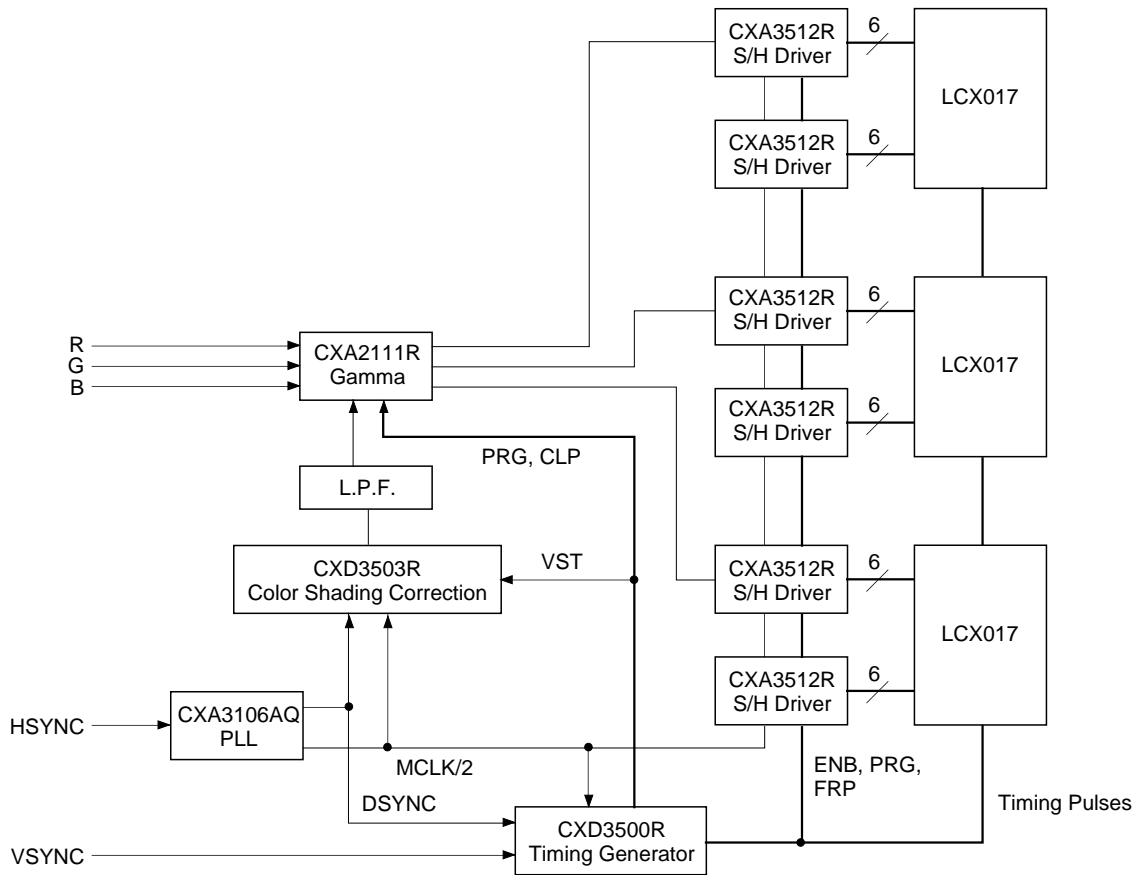 CXA3512R
S/H Driver
6
LCX017
CXA3512R
S/H Driver
6
CXA3512R
S/H Driver
6
LCX017
R
G
B
CXA2111R
Gamma
CXA3512R
S/H Driver
6
PRG, CLP
L.P.F.
CXD3503R
Color Shading Correction
VST
CXA3512R
S/H Driver
6
LCX017
CXA3512R
S/H Driver
6
HSYNC
CXA3106AQ
PLL
MCLK/2
ENB, PRG,
FRP
DSYNC
Timing Pulses
CXD3500R
Timing Generator
VSYNC